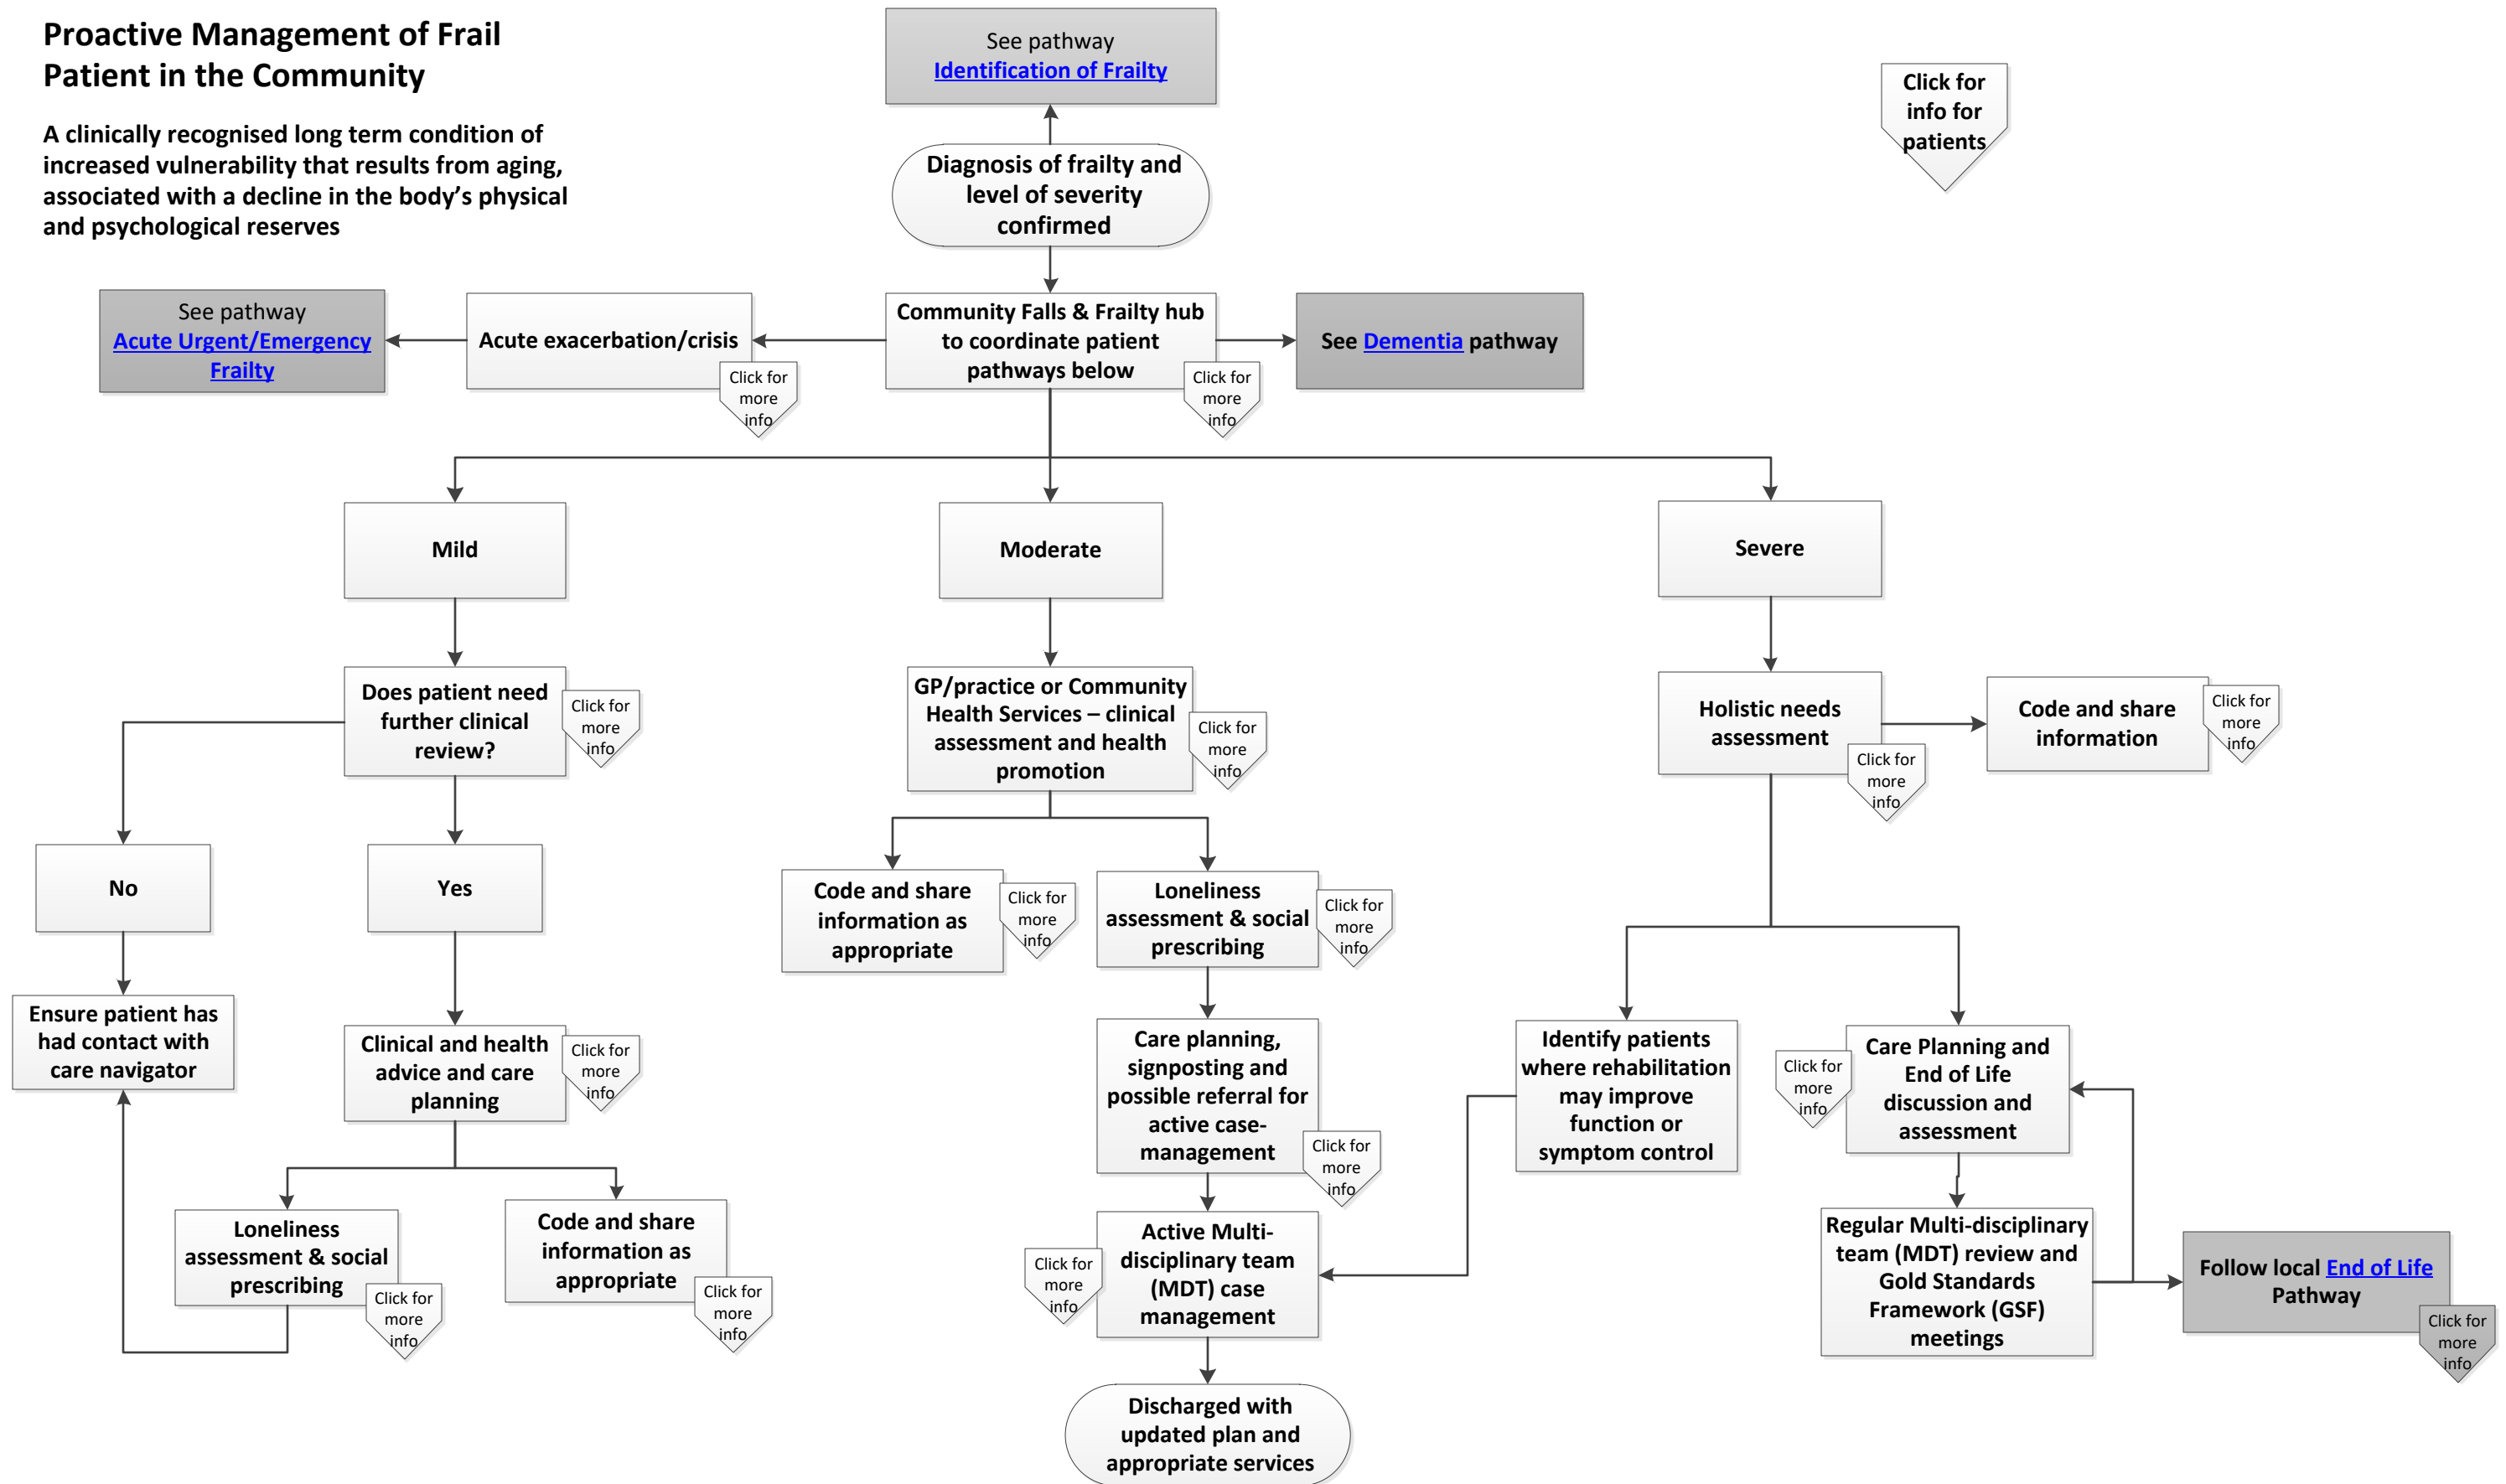 Proactive Management of Frail
Patient in the Community
A clinically recognised long term condition of
increased vulnerability that results from aging,
associated with a decline in the body’s physical
and psychological reserves
See pathway
Identification of Frailty
Click for
info for
patients
Diagnosis of frailty and
level of severity
confirmed
See pathway
Acute Urgent/Emergency
Frailty
Acute exacerbation/crisis
Click for
more
info
Community Falls & Frailty hub
to coordinate patient
pathways below
Click for
more
info
See Dementia pathway
Mild
Moderate
Severe
Does patient need
further clinical
review?
Click for
more
info
GP/practice or Community
Health Services – clinical
assessment and health
promotion
Click for
more
info
Holistic needs
assessment
Click for
more
info
Code and share
information
Click for
more
info
No
Yes
Code and share
information as
appropriate
Click for
more
info
Loneliness
assessment & social
prescribing
Click for
more
info
Ensure patient has
had contact with
care navigator
Clinical and health
advice and care
planning
Click for
more
info
Care planning,
signposting and
possible referral for
active case-
management
Click for
more
info
Identify patients
where rehabilitation
may improve
function or
symptom control
Click for
more
info
Care Planning and
End of Life
discussion and
assessment
Loneliness
assessment & social
prescribing
Click for
more
info
Code and share
information as
appropriate
Click for
more
info
Click for
more
info
Active Multi-
disciplinary team
(MDT) case
management
Regular Multi-disciplinary
team (MDT) review and
Gold Standards
Framework (GSF)
meetings
Follow local End of Life
Pathway
Click for
more
info
Discharged with
updated plan and
appropriate services